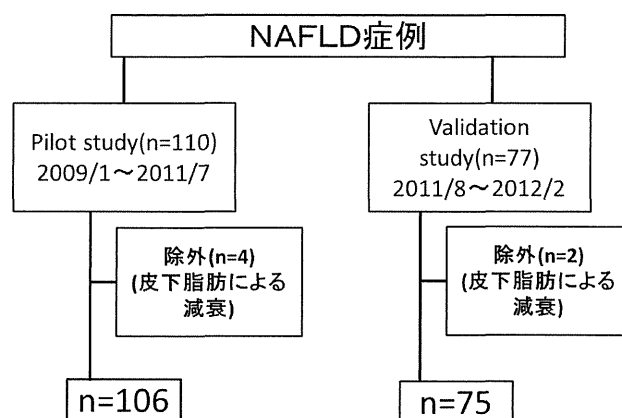 NAFLD症例
Pilot study(n=110)
2009/1~2011/7
Validation
study(n=77)
2011/8~2012/2
除外(n=4)
(皮下脂肪による
減衰)
除外(n=2)
(皮下脂肪による
減衰)
n=106
n=75